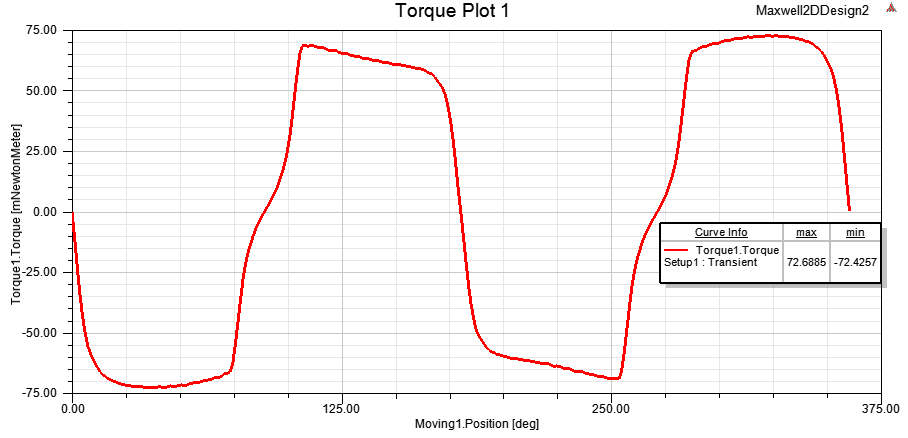 Torque Plot 1
Maxwell2DDesign2
75.00
50.00
25.00
0.00
-25.00
-50.00
-75.00
Torque1.Torque [mNewtonMeter]
Curve Info max min
Torque1.Torque
Setup1 : Transient 72.6885 -72.4257
0.00 125.00 250.00 375.00
Moving1.Position [deg]